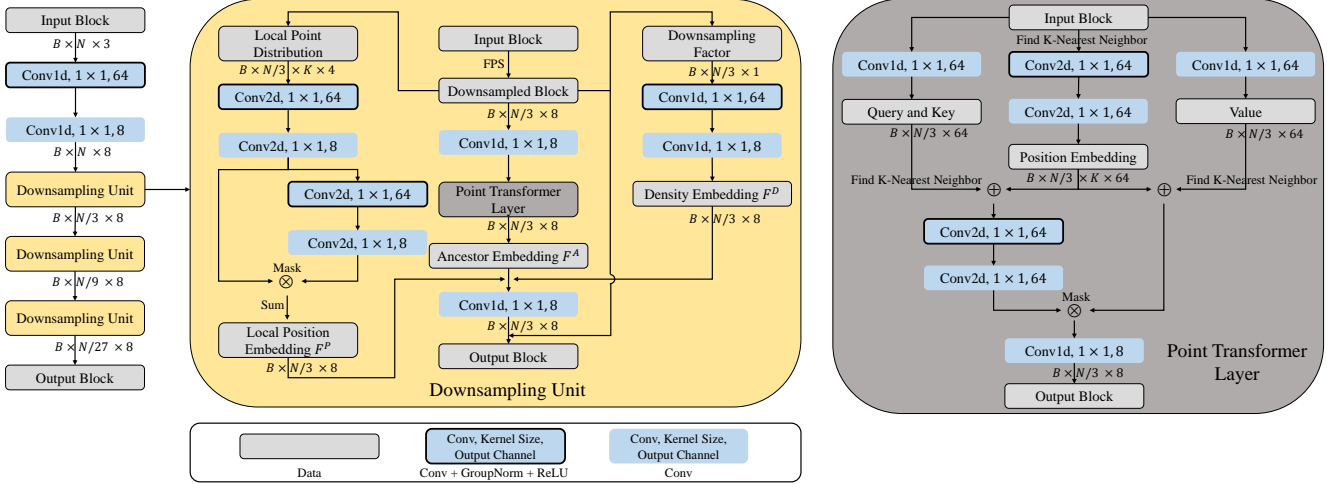 Input Block
B × N × 3
Conv1d, 1 × 1, 64
Conv1d, 1 × 1, 8
B × N × 8
Downsampling Unit
B × N/3 × 8
Downsampling Unit
B × N/9 × 8
Downsampling Unit
B × N/27 × 8
Output Block
Local Point
Distribution
B × N/3 × K × 4
Conv2d, 1 × 1, 64
Conv2d, 1 × 1, 8
Conv2d, 1 × 1, 64
Conv2d, 1 × 1, 8
Mask
⊗
Sum
Local Position
Embedding F^P
B × N/3 × 8
Input Block
FPS
Downsampled Block
B × N/3 × 8
Conv1d, 1 × 1, 8
Point Transformer
Layer
B × N/3 × 8
Ancestor Embedding F^A
Conv1d, 1 × 1, 8
B × N/3 × 8
Output Block
Downsampling
Factor
B × N/3 × 1
Conv1d, 1 × 1, 64
Conv1d, 1 × 1, 8
Density Embedding F^D
B × N/3 × 8
Downsampling Unit
Input Block
Find K-Nearest Neighbor
Conv1d, 1 × 1, 64
Conv2d, 1 × 1, 64
Conv1d, 1 × 1, 64
Query and Key
B × N/3 × 64
Conv2d, 1 × 1, 64
Value
B × N/3 × 64
Position Embedding
B × N/3 × K × 64
Find K-Nearest Neighbor
⊕
⊕
Find K-Nearest Neighbor
Conv2d, 1 × 1, 64
Conv2d, 1 × 1, 64
Mask
⊗
Conv1d, 1 × 1, 8
B × N/3 × 8
Output Block
Point Transformer
Layer
Data
Conv, Kernel Size,
Output Channel
Conv + GroupNorm + ReLU
Conv, Kernel Size,
Output Channel
Conv